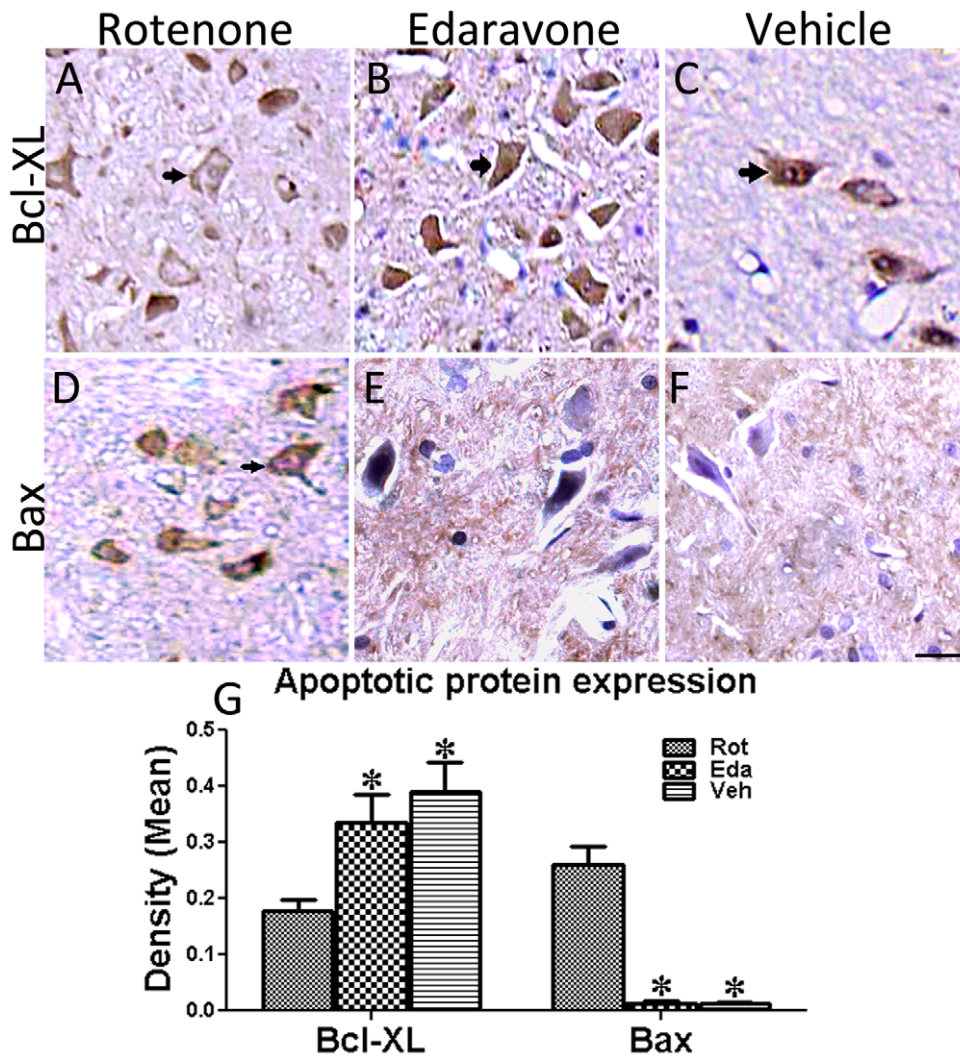 Rotenone Edaravone Vehicle
Bcl-XL
A B C
Bax
D E F
Apoptotic protein expression
G
Density (Mean)
0.5
0.4
0.3
0.2
0.1
0.0
* *
* *
Rot
Eda
Veh
Bcl-XL Bax